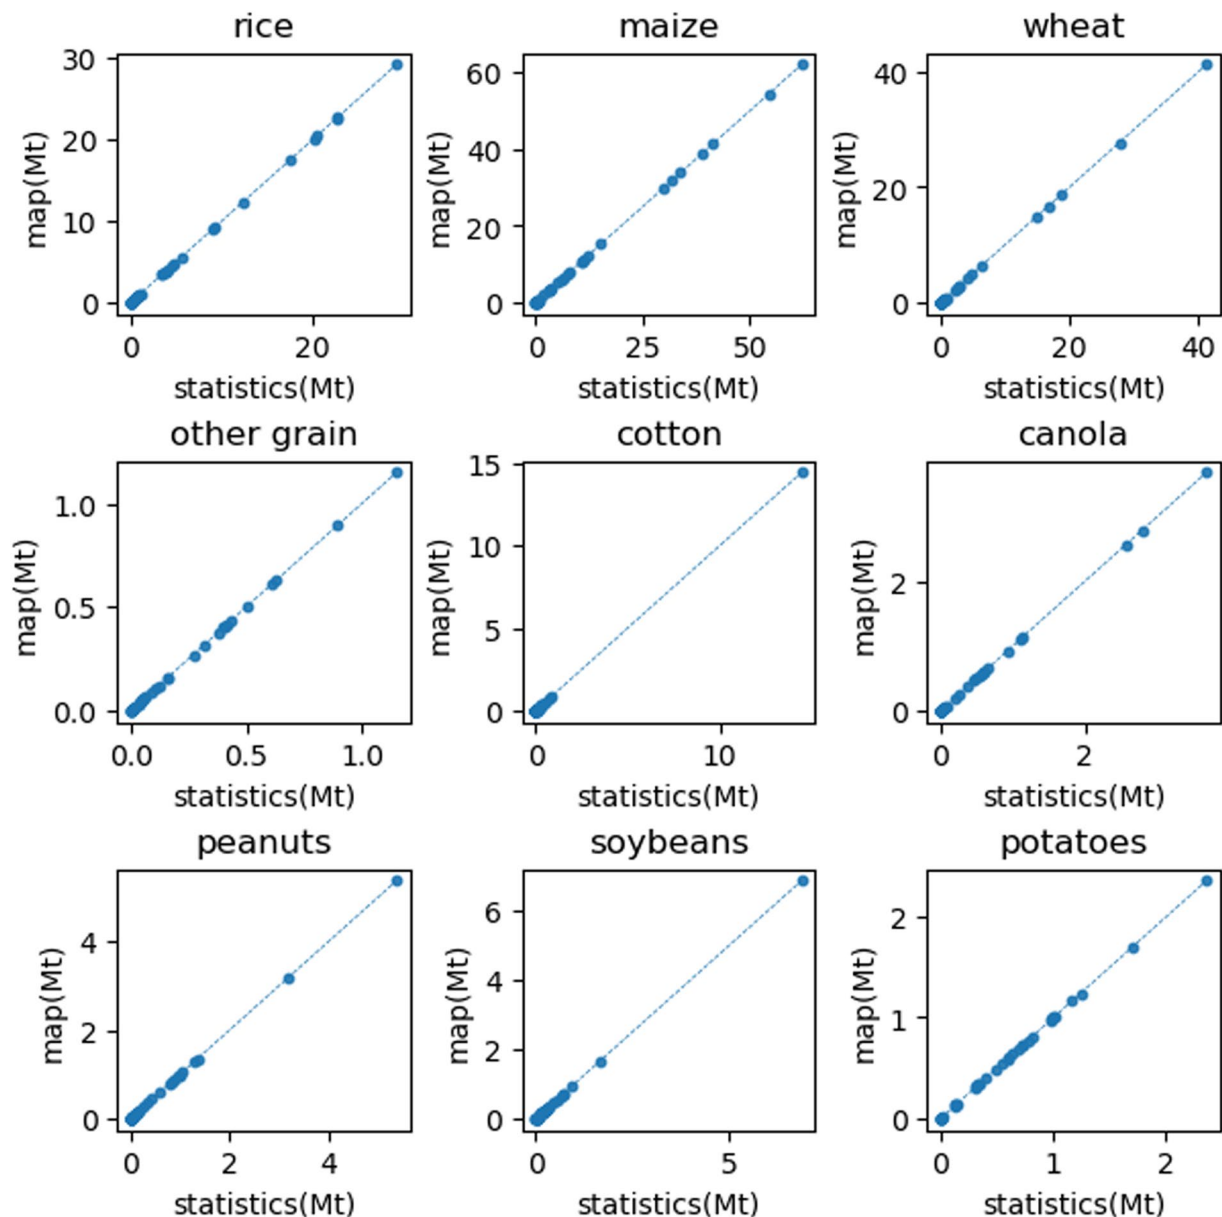 rice maize wheat
30 60 40
20 40 20
10 20 0
0 0
map(Mt) map(Mt) map(Mt)
0 20 0 25 50 0 20 40
statistics(Mt) statistics(Mt) statistics(Mt)
other grain cotton canola
1.0 15 2
0.5 10 0
0.0 5
0
map(Mt) map(Mt) map(Mt)
0.0 0.5 1.0 0 10 0 2
statistics(Mt) statistics(Mt) statistics(Mt)
peanuts soybeans potatoes
4 6 2
2 4 1
0 2 0
0
map(Mt) map(Mt) map(Mt)
0 2 4 0 5 0 1 2
statistics(Mt) statistics(Mt) statistics(Mt)